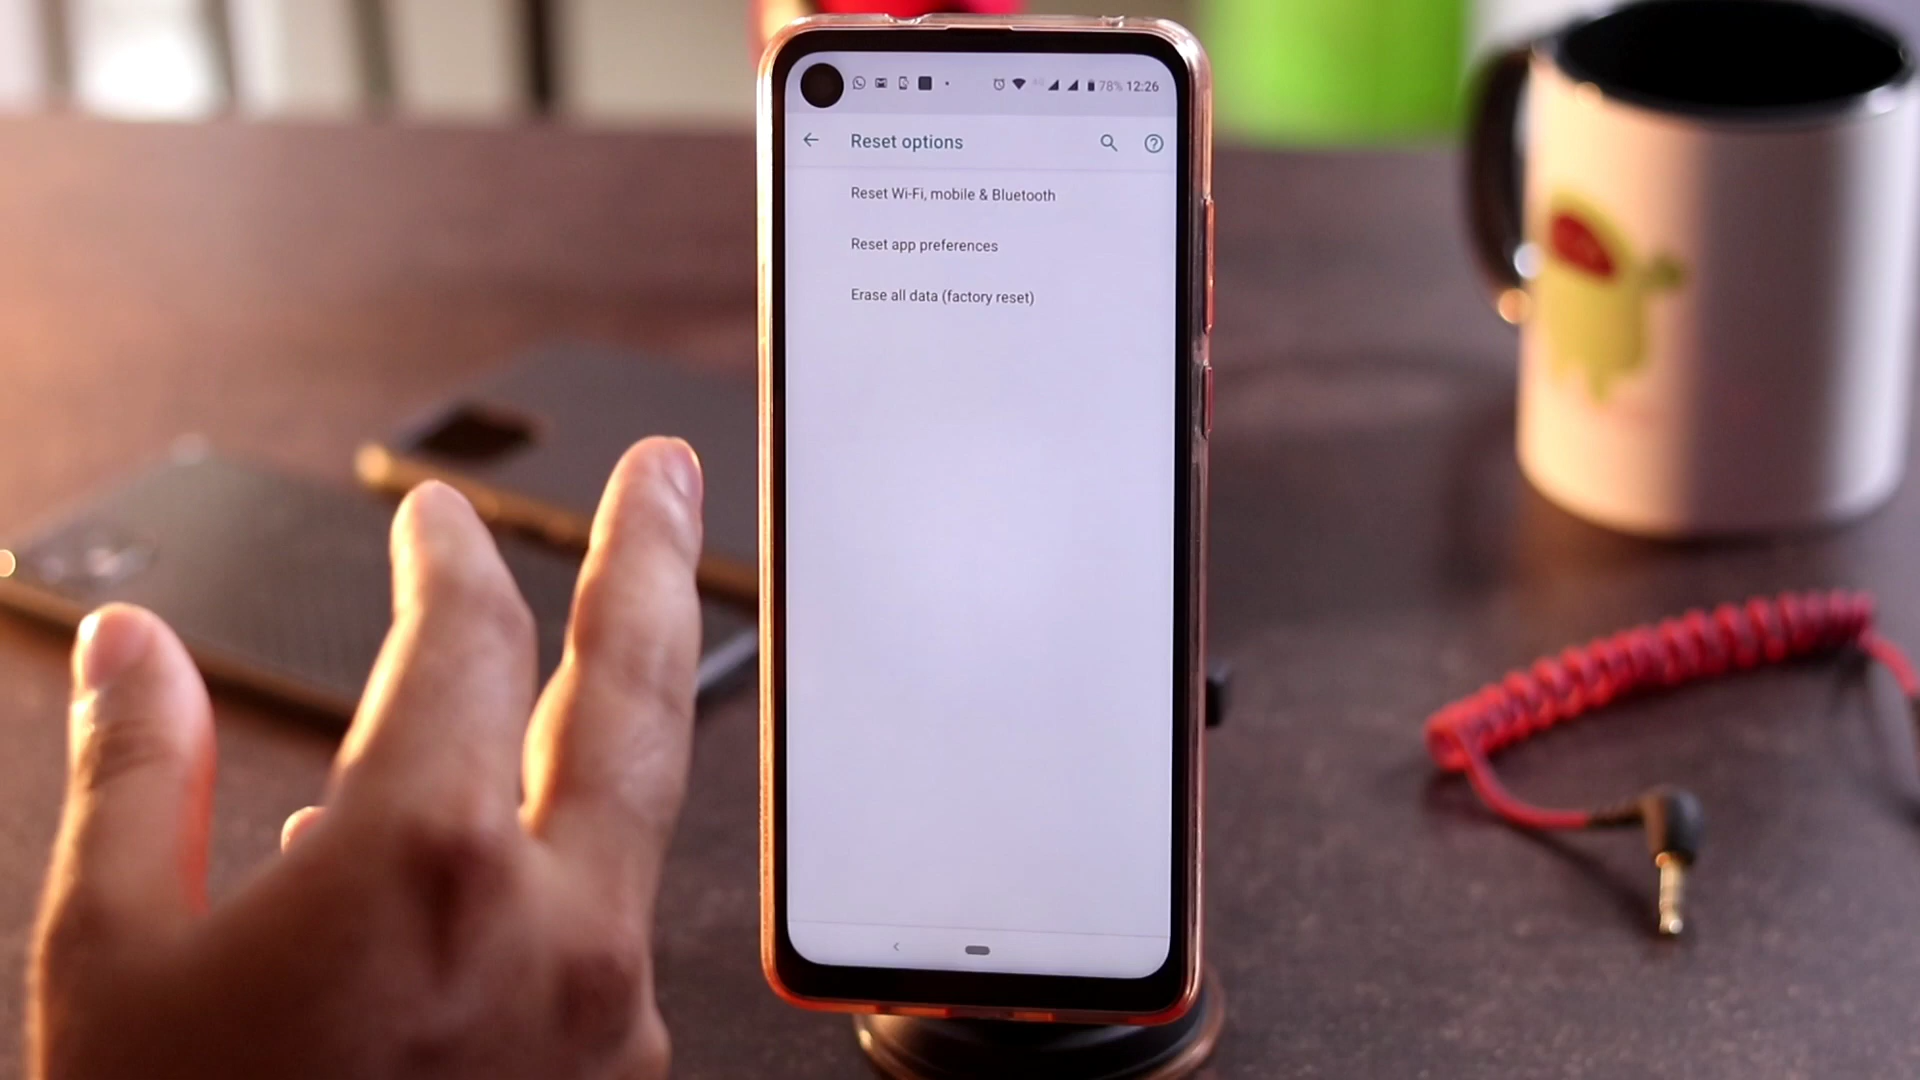 78% 12:26
Reset options
Reset Wi-Fi, mobile & Bluetooth
Reset app preferences
Erase all data (factory reset)